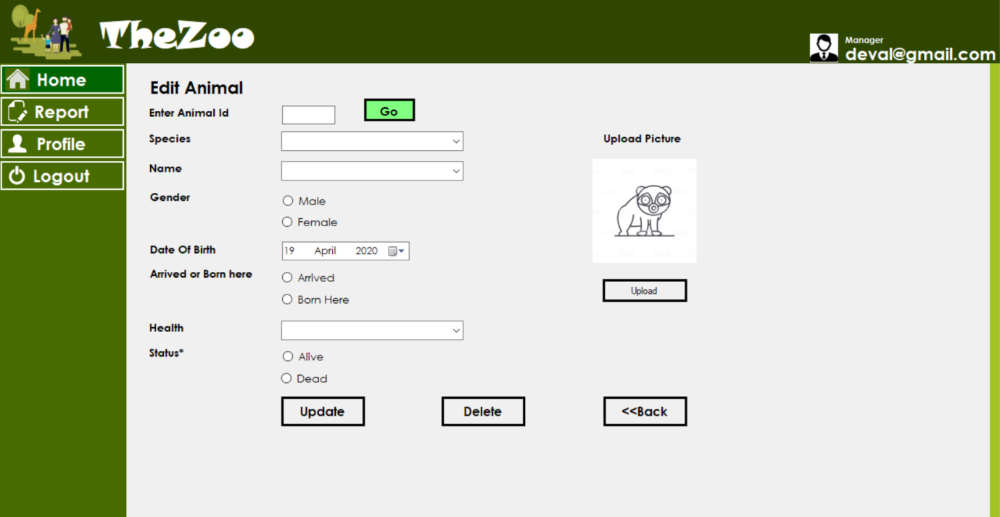 TheZoo
Manager
deval@gmail.com
Home
Report
Profile
Logout
Edit Animal
Enter Animal Id
Go
Species
Upload Picture
Name
Gender
Male
Female
Date Of Birth
19 April 2020
Arrived or Born here
Arrived
Born Here
Upload
Health
Status*
Alive
Dead
Update
Delete
<<Back